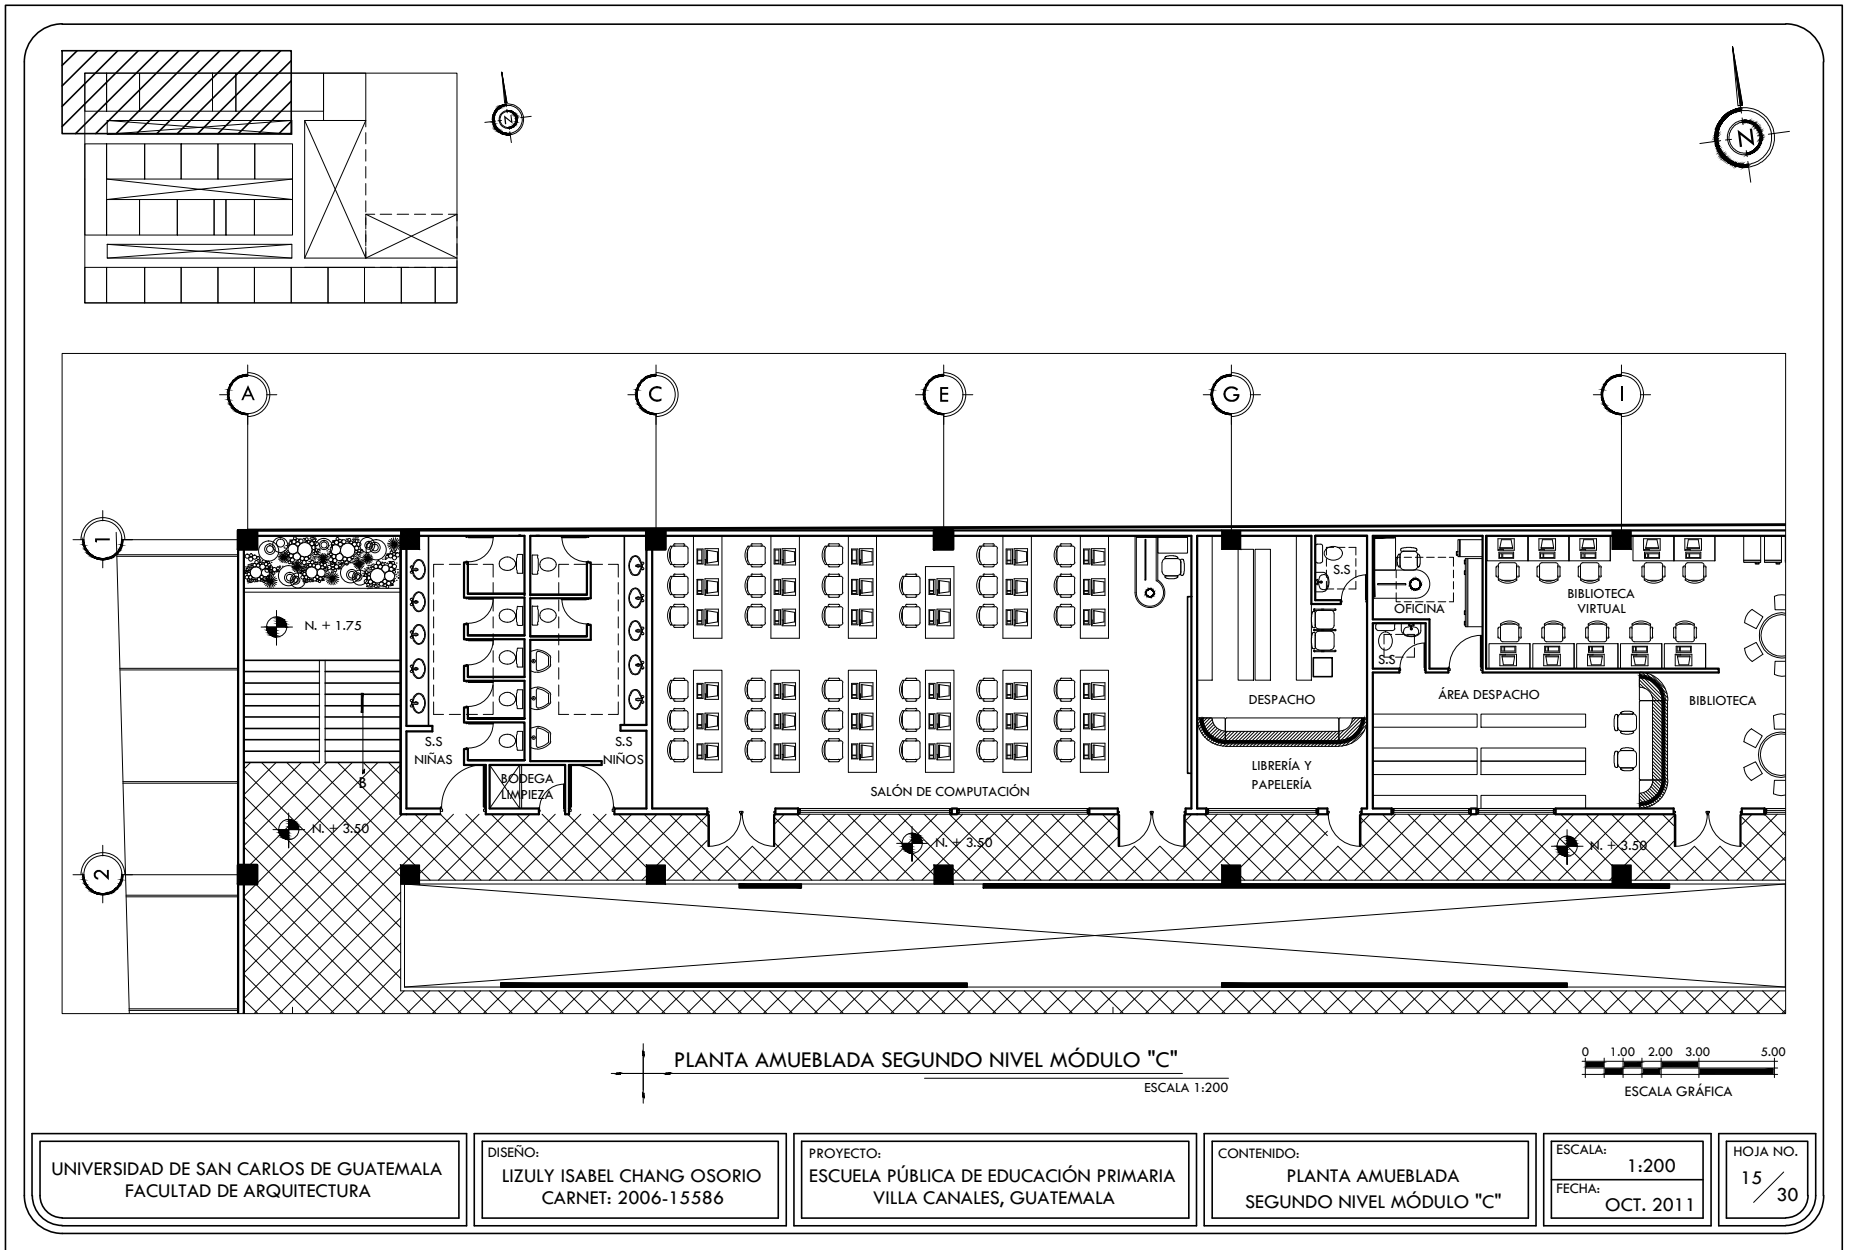 N
N
A
C
E
G
I
1
2
N. + 1.75
S.S
OFICINA
BIBLIOTECA
VIRTUAL
S.S
DESPACHO
ÁREA DESPACHO
BIBLIOTECA
S.S
NIÑAS
S.S
NIÑOS
BODEGA
LIMPIEZA
B
LIBRERÍA Y
PAPELERÍA
SALÓN DE COMPUTACIÓN
N. + 3.50
N. + 3.50
N. + 3.50
PLANTA AMUEBLADA SEGUNDO NIVEL MÓDULO "C"
ESCALA 1:200
0 1.00 2.00 3.00 5.00
ESCALA GRÁFICA
UNIVERSIDAD DE SAN CARLOS DE GUATEMALA
FACULTAD DE ARQUITECTURA
DISEÑO:
LIZULY ISABEL CHANG OSORIO
CARNET: 2006-15586
PROYECTO:
ESCUELA PÚBLICA DE EDUCACIÓN PRIMARIA
VILLA CANALES, GUATEMALA
CONTENIDO:
PLANTA AMUEBLADA
SEGUNDO NIVEL MÓDULO "C"
ESCALA:
1:200
FECHA:
OCT. 2011
HOJA NO.
15/30